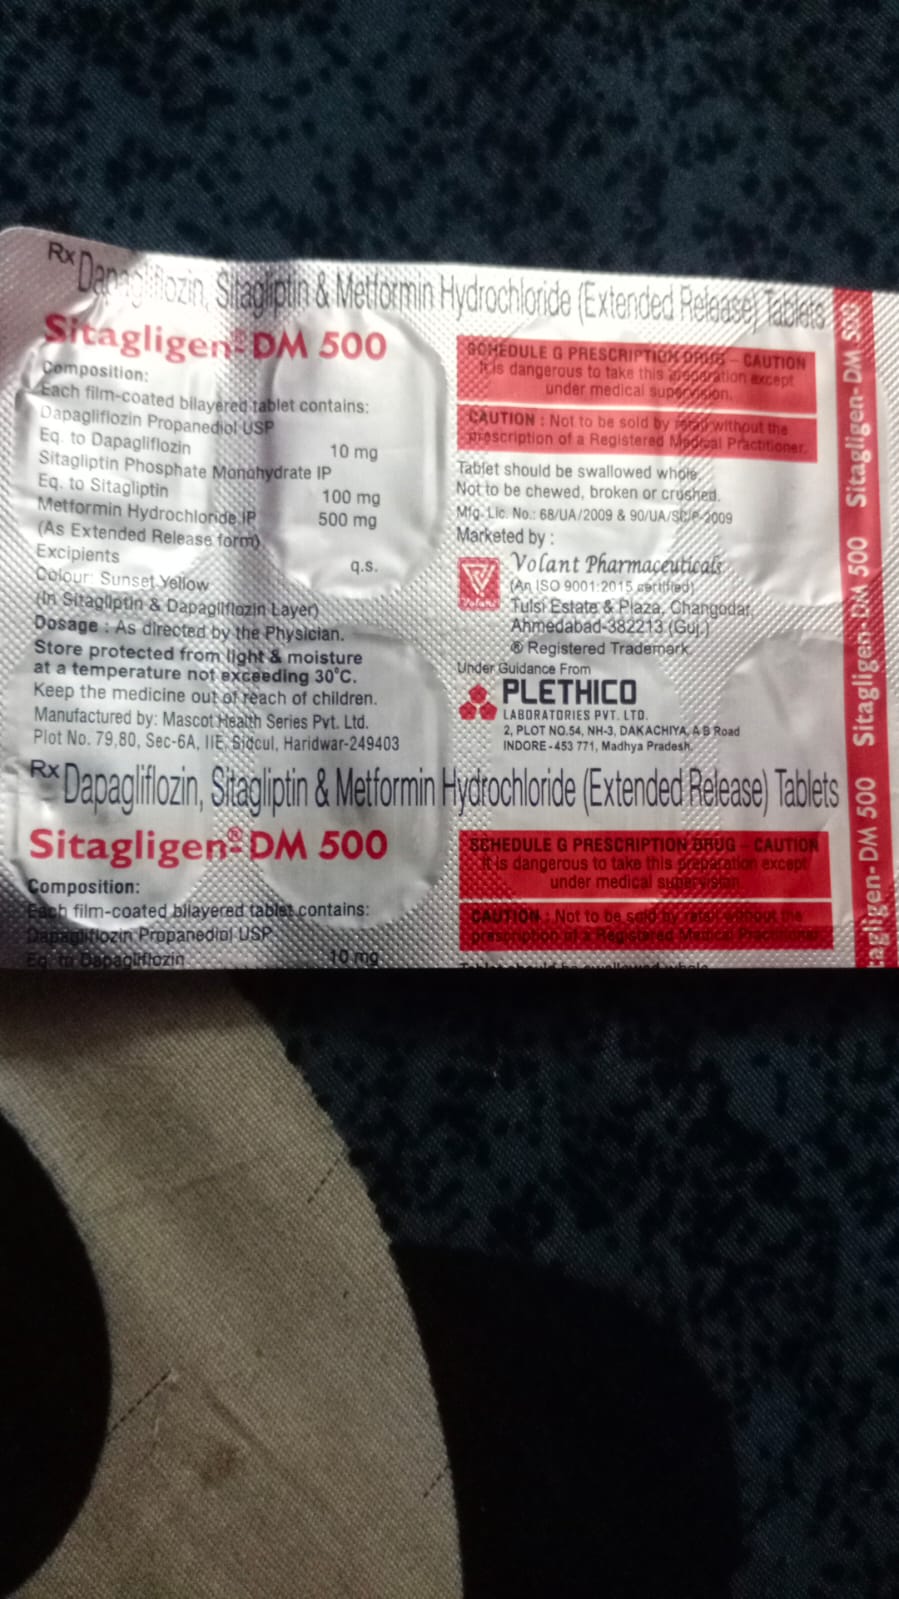 Rx Dapagliflozin, Sitagliptin & Metformin Hydrochloride (Extended Release) Tablets
Sitagligen® DM 500
Composition:
Each film-coated bilayered tablet contains:
Dapagliflozin Propanediol USP
Eq. to Dapagliflozin 10 mg
Sitagliptin Phosphate Monohydrate IP
Eq. to Sitagliptin 100 mg
Metformin Hydrochloride IP 500 mg
(As Extended Release form)
Excipients q.s.
Colour: Sunset Yellow
(In Sitagliptin & Dapagliflozin Layer)
Dosage : As directed by the Physician.
Store protected from light & moisture
at a temperature not exceeding 30°C.
Keep the medicine out of reach of children.
Manufactured by: Mascot Health Series Pvt. Ltd.
Plot No. 79,80, Sec-6A, IIE, Sidcul, Haridwar-249403
SCHEDULE G PRESCRIPTION DRUG – CAUTION
It is dangerous to take this preparation except
under medical supervision.
CAUTION : Not to be sold by retail without the
prescription of a Registered Medical Practitioner.
Tablet should be swallowed whole.
Not to be chewed, broken or crushed.
Mfg. Lic. No.: 68/UA/2009 & 90/UA/SC/P-2009
Marketed by :
Volant
Volant Pharmaceuticals
(An ISO 9001:2015 certified)
Tulsi Estate & Plaza, Changodar,
Ahmedabad-382213 (Guj.)
® Registered Trademark.
Under Guidance From
PLETHICO
LABORATORIES PVT. LTD.
2, PLOT NO.54, NH-3, DAKACHIYA, A B Road
INDORE-453 771, Madhya Pradesh.
Rx Dapagliflozin, Sitagliptin & Metformin Hydrochloride (Extended Release) Tablets
Sitagligen® DM 500
Composition:
Each film-coated bilayered tablet contains:
Dapagliflozin Propanediol USP
Eq. to Dapagliflozin 10 mg
SCHEDULE G PRESCRIPTION DRUG – CAUTION
It is dangerous to take this preparation except
under medical supervision.
CAUTION : Not to be sold by retail without the
prescription of a Registered Medical Practitioner.
Tablet should be swallowed whole.
tagligen-DM 500 Sitagligen-DM 500 Sitagligen-DM 500